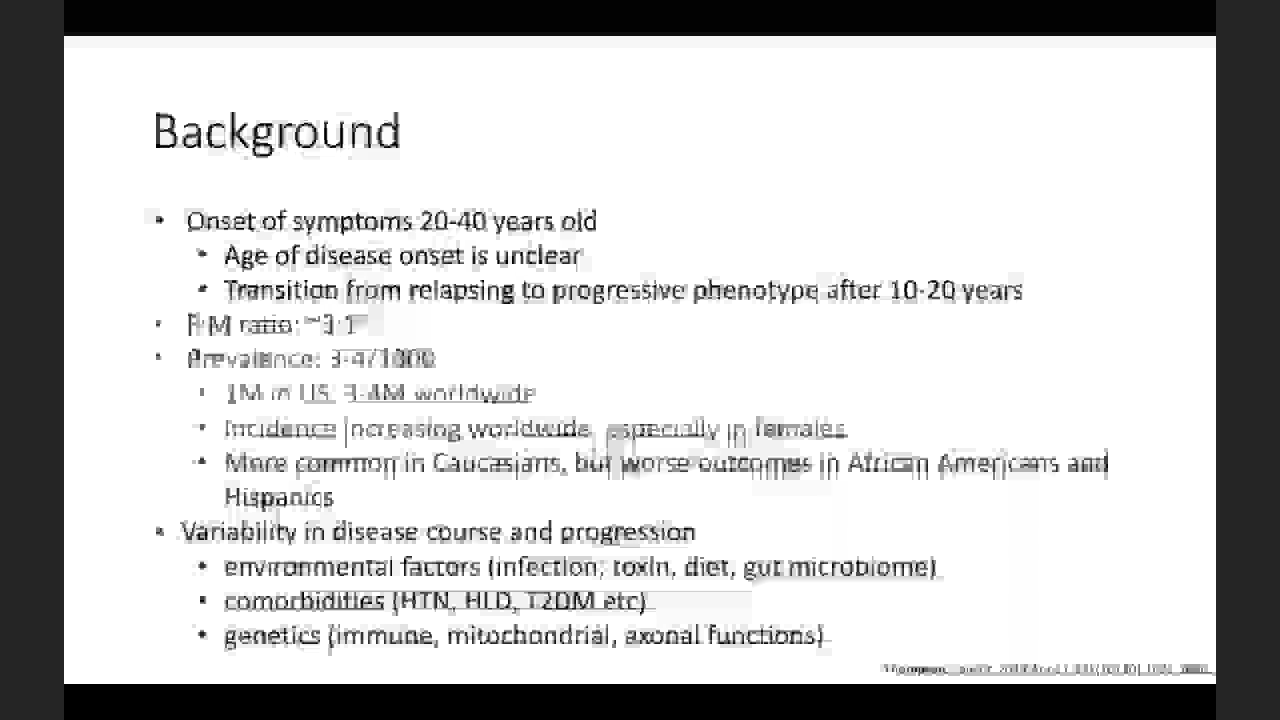 Background
• Onset of symptoms 20-40 years old
• Age of disease onset is unclear
• Transition from relapsing to progressive phenotype after 10-20 years
• F:M ratio: ~3:1
• Prevalence: 3-4/1000
• 1M in US, 3-4M worldwide
• Incidence increasing worldwide, especially in females
• More common in Caucasians, but worse outcomes in African Americans and
Hispanics
• Variability in disease course and progression
• environmental factors (infection, toxin, diet, gut microbiome)
• comorbidities (HTN, HLD, T2DM etc)
• genetics (immune, mitochondrial, axonal functions)
Thompson